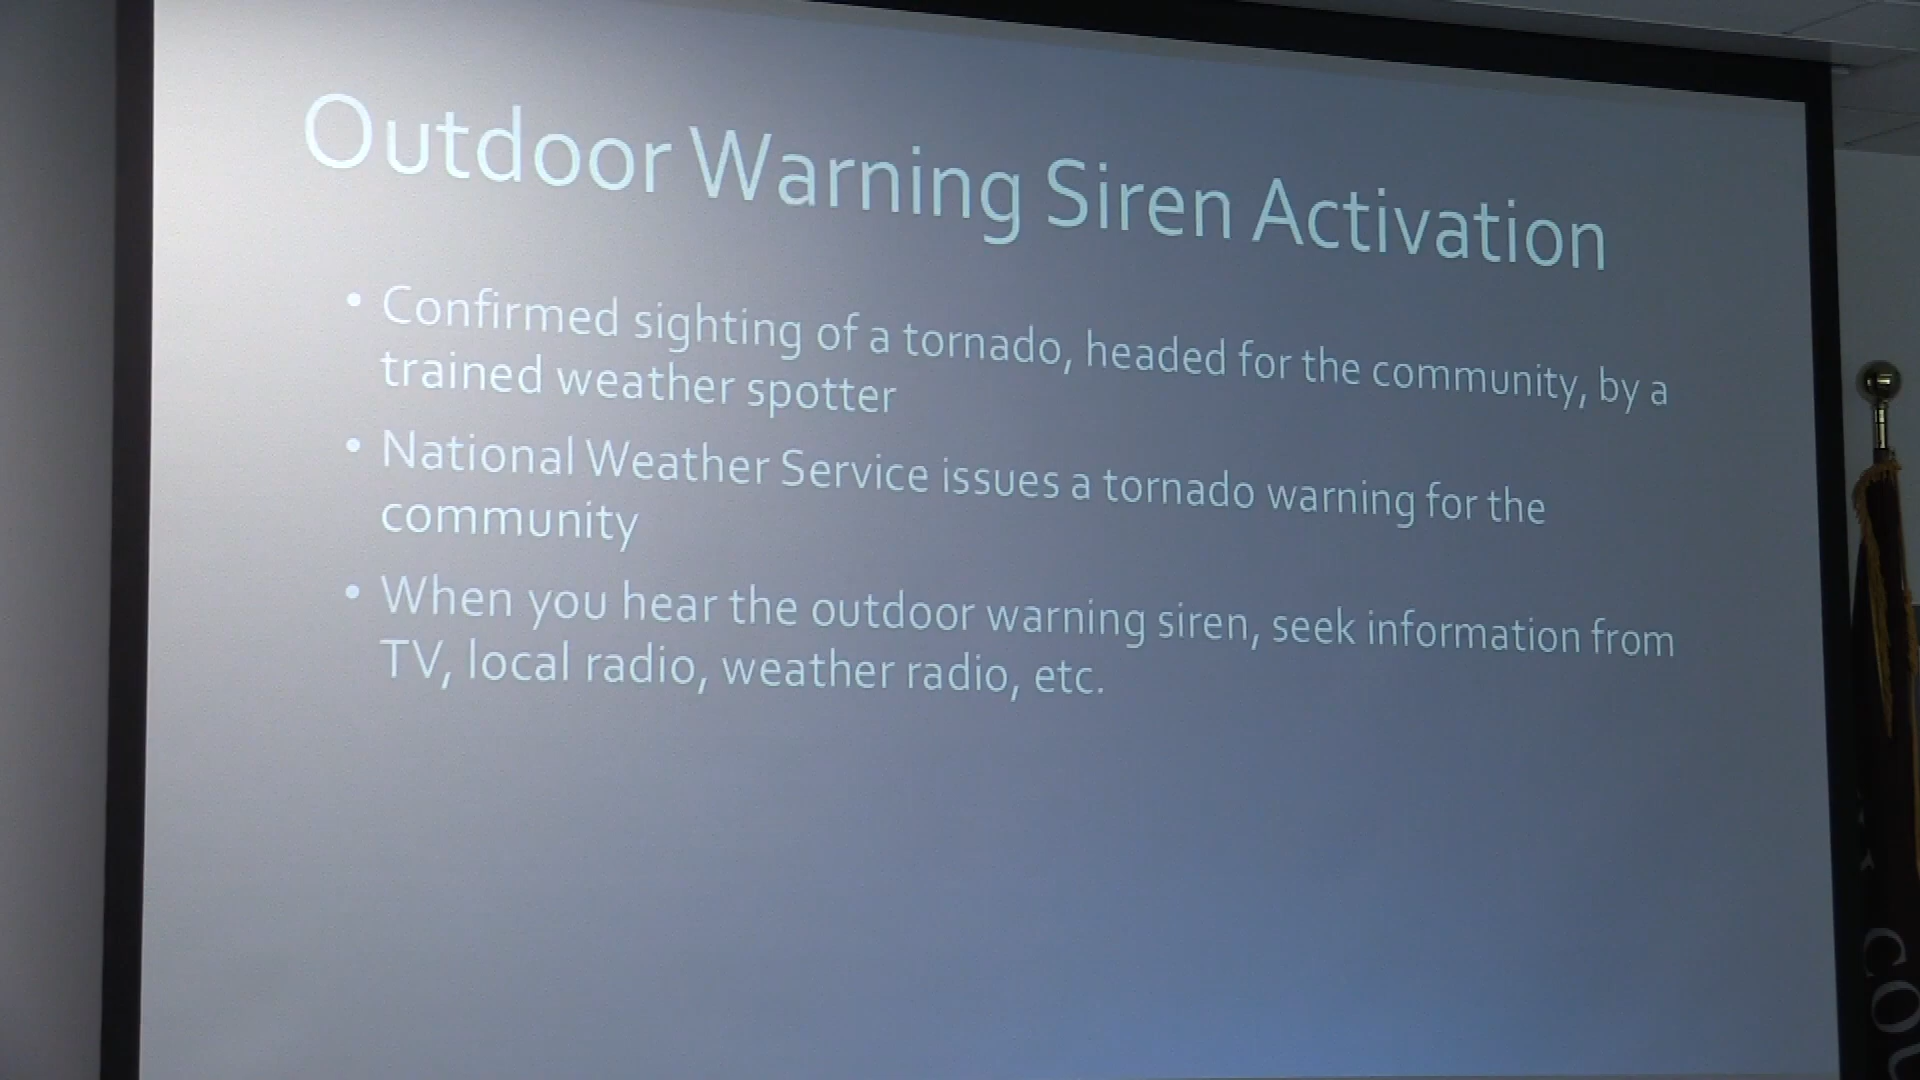 Outdoor Warning Siren Activation
• Confirmed sighting of a tornado, headed for the community, by a
trained weather spotter
• National Weather Service issues a tornado warning for the
community
• When you hear the outdoor warning siren, seek information from
TV, local radio, weather radio, etc.